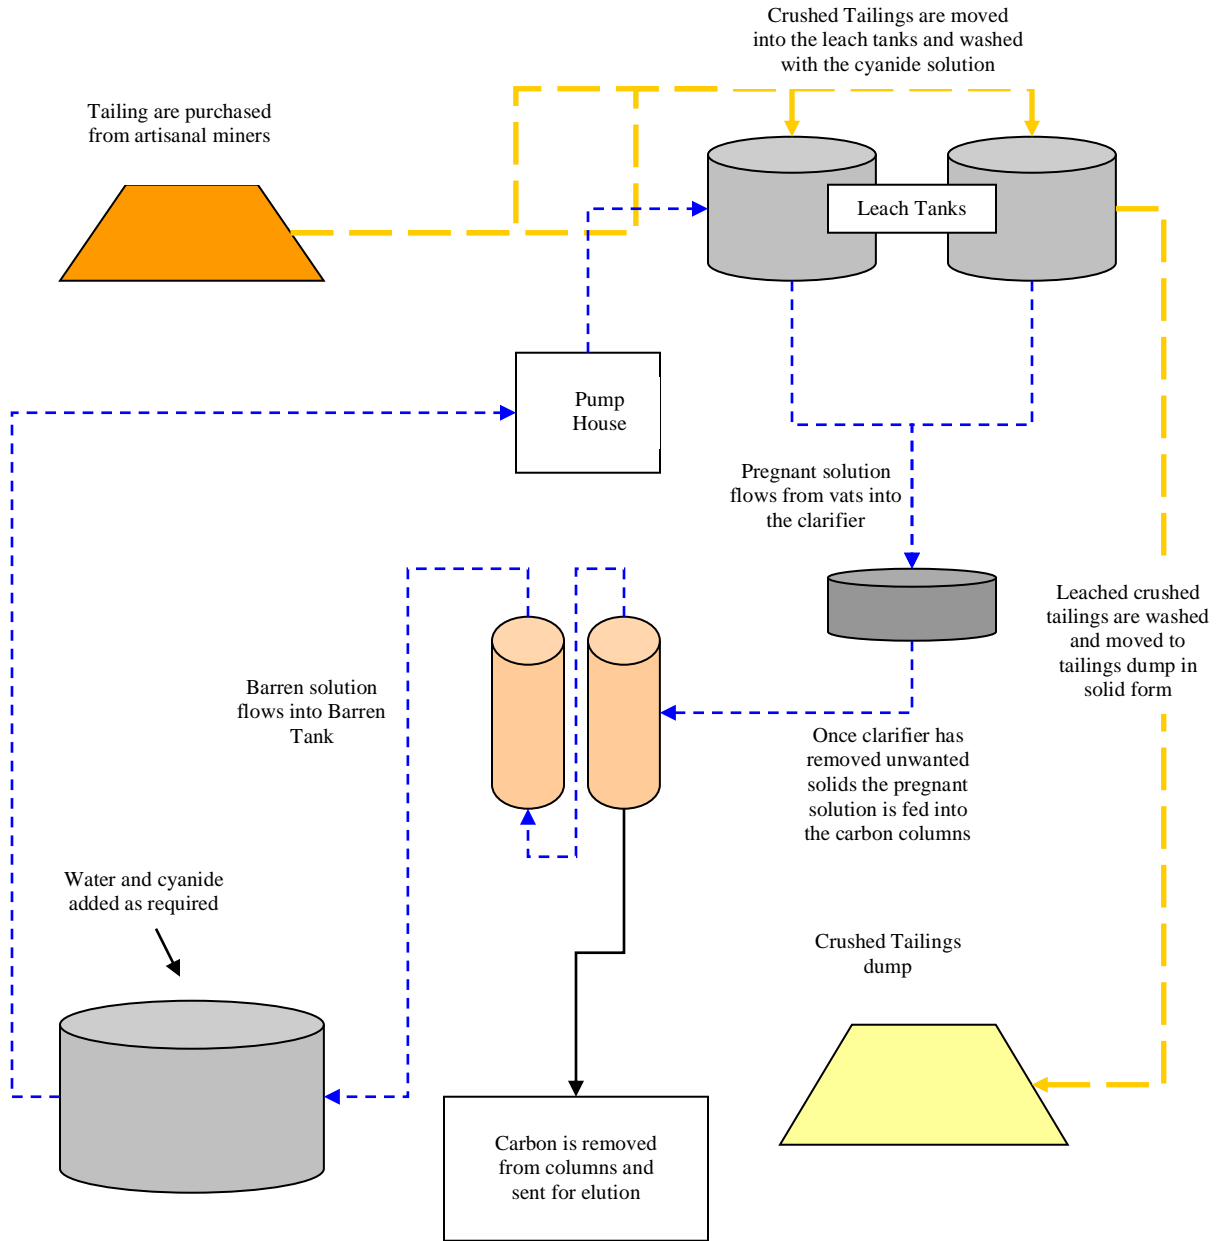 Crushed Tailings are moved
into the leach tanks and washed
with the cyanide solution
Tailing are purchased
from artisanal miners
Leach Tanks
Pump
House
Pregnant solution
flows from vats into
the clarifier
Leached crushed
tailings are washed
and moved to
tailings dump in
solid form
Barren solution
flows into Barren
Tank
Once clarifier has
removed unwanted
solids the pregnant
solution is fed into
the carbon columns
Water and cyanide
added as required
Crushed Tailings
dump
Carbon is removed
from columns and
sent for elution